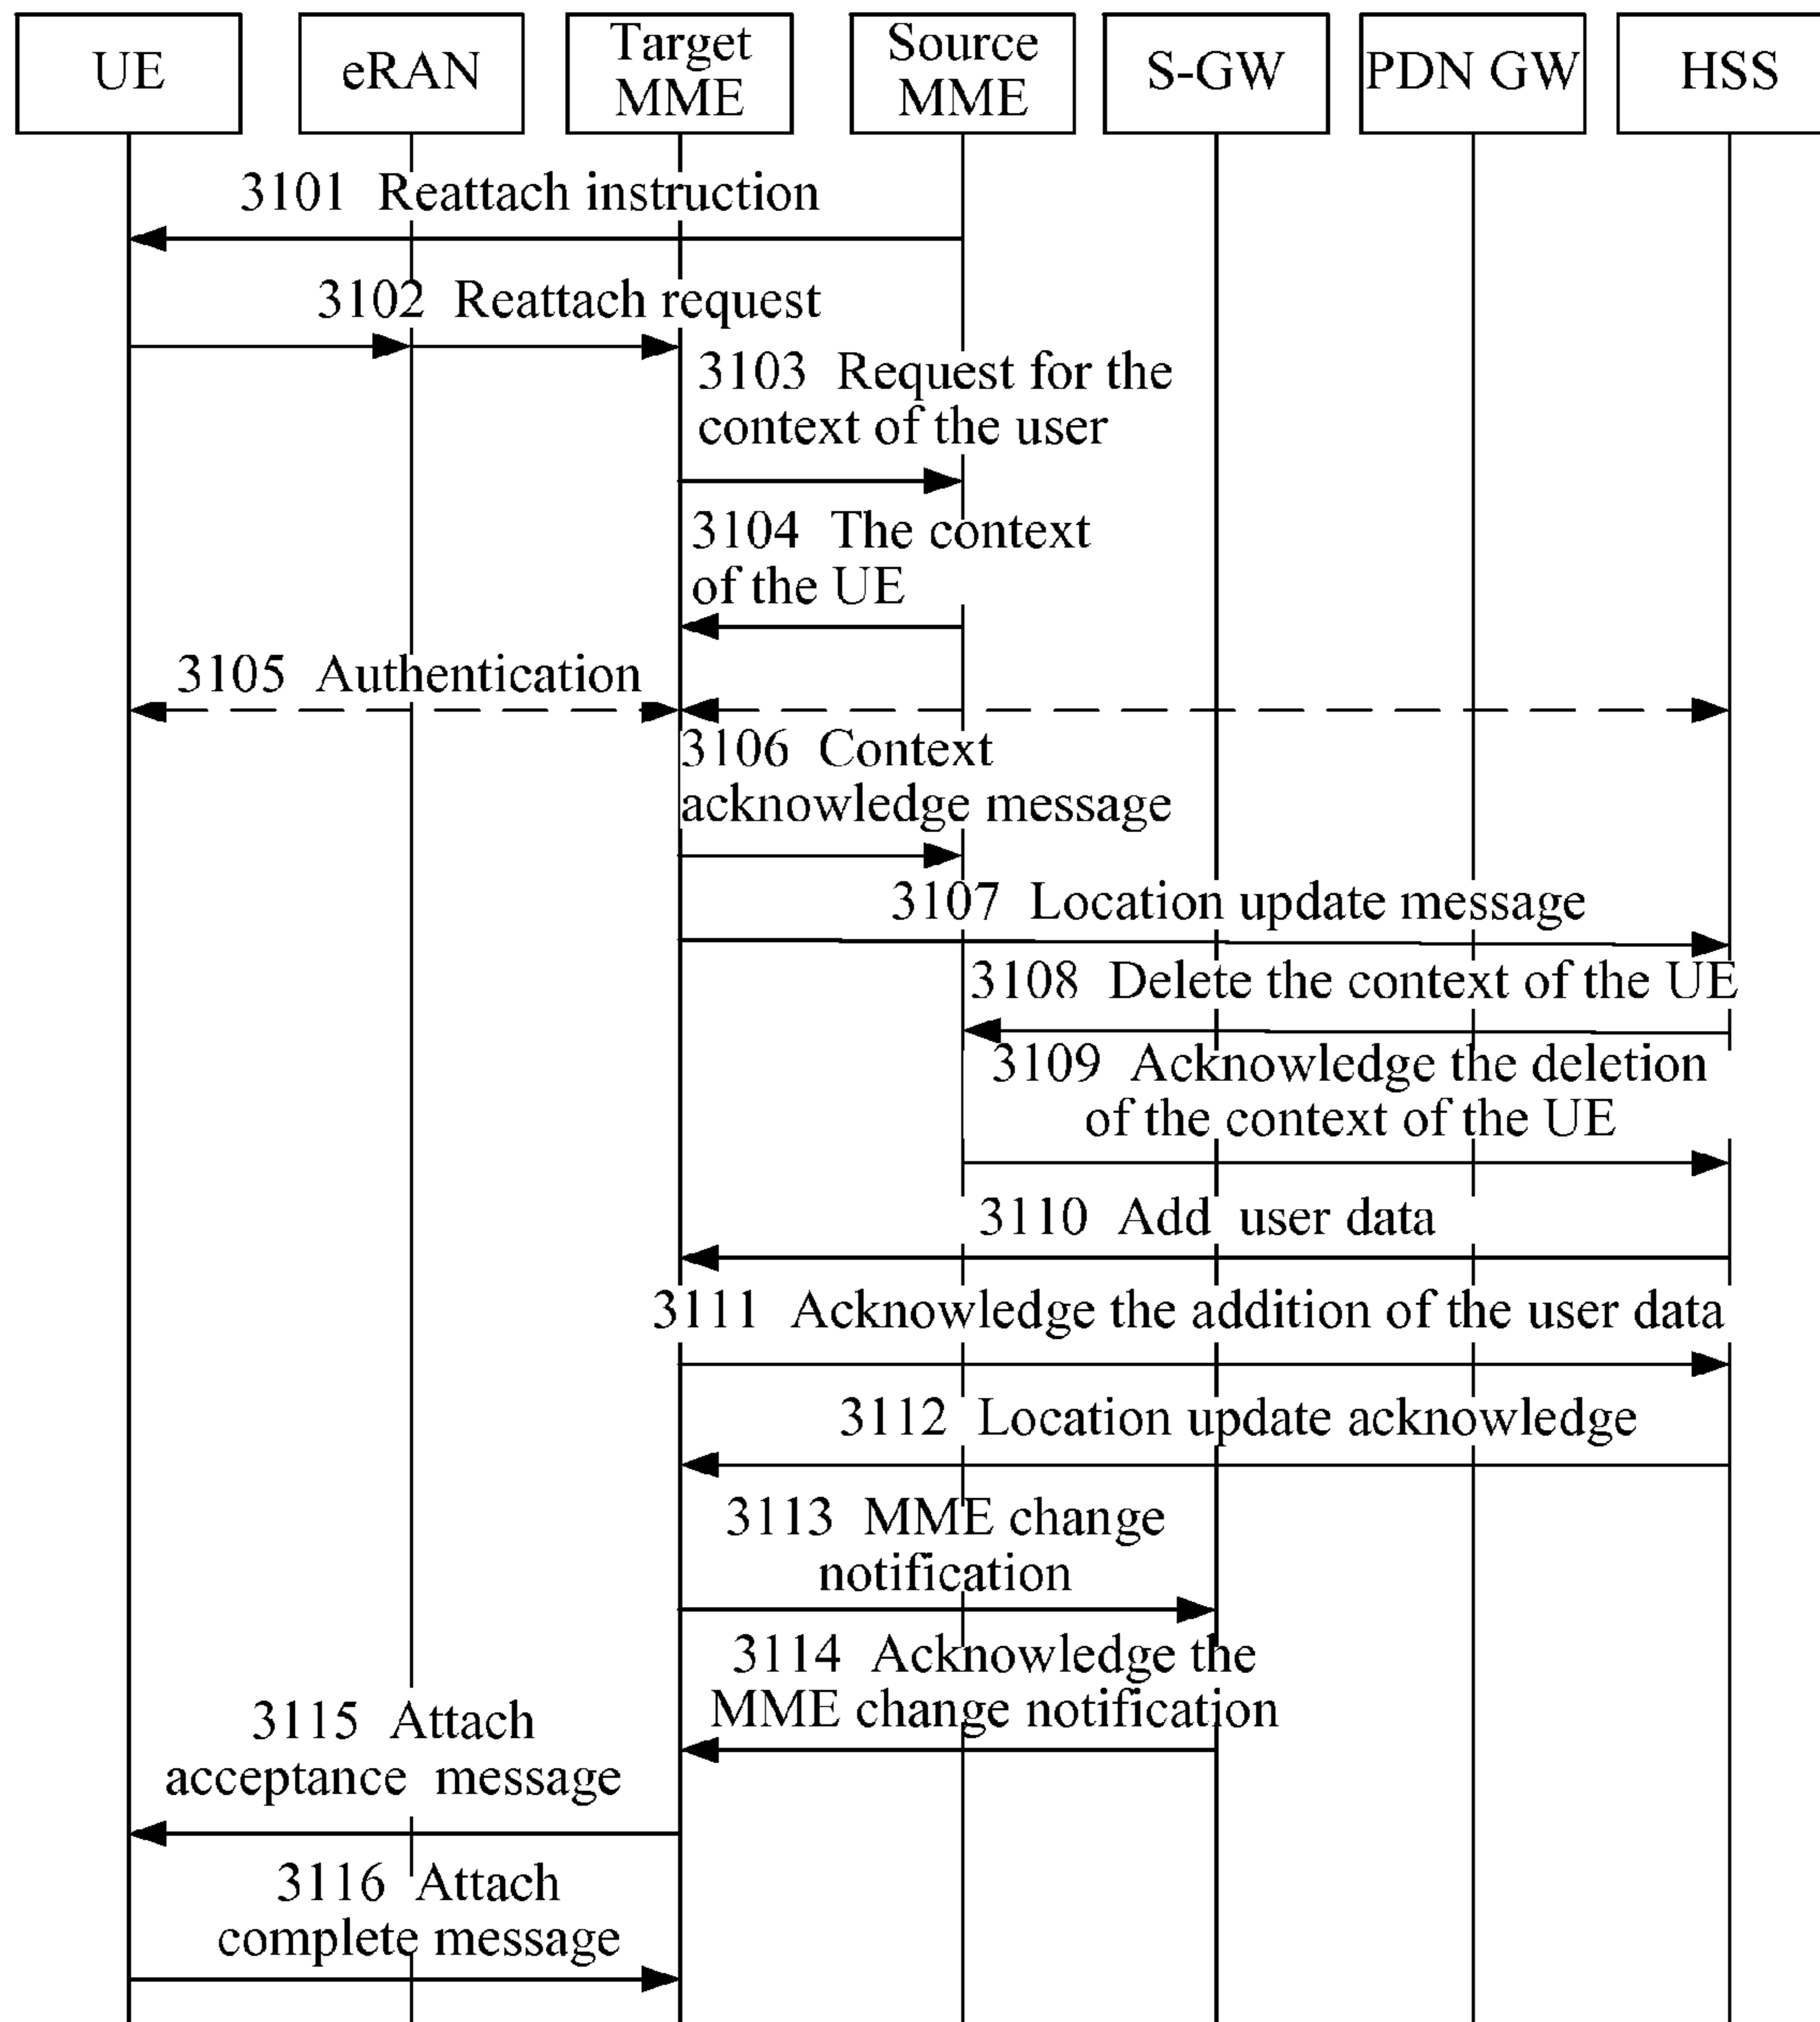 UE
eRAN
Target
MME
Source
MME
S-GW
PDN GW
HSS
3101 Reattach instruction
3102 Reattach request
3103 Request for the
context of the user
3104 The context
of the UE
3105 Authentication
3106 Context
acknowledge message
3107 Location update message
3108 Delete the context of the UE
3109 Acknowledge the deletion
of the context of the UE
3110 Add user data
3111 Acknowledge the addition of the user data
3112 Location update acknowledge
3113 MME change
notification
3114 Acknowledge the
MME change notification
3115 Attach
acceptance message
3116 Attach
complete message